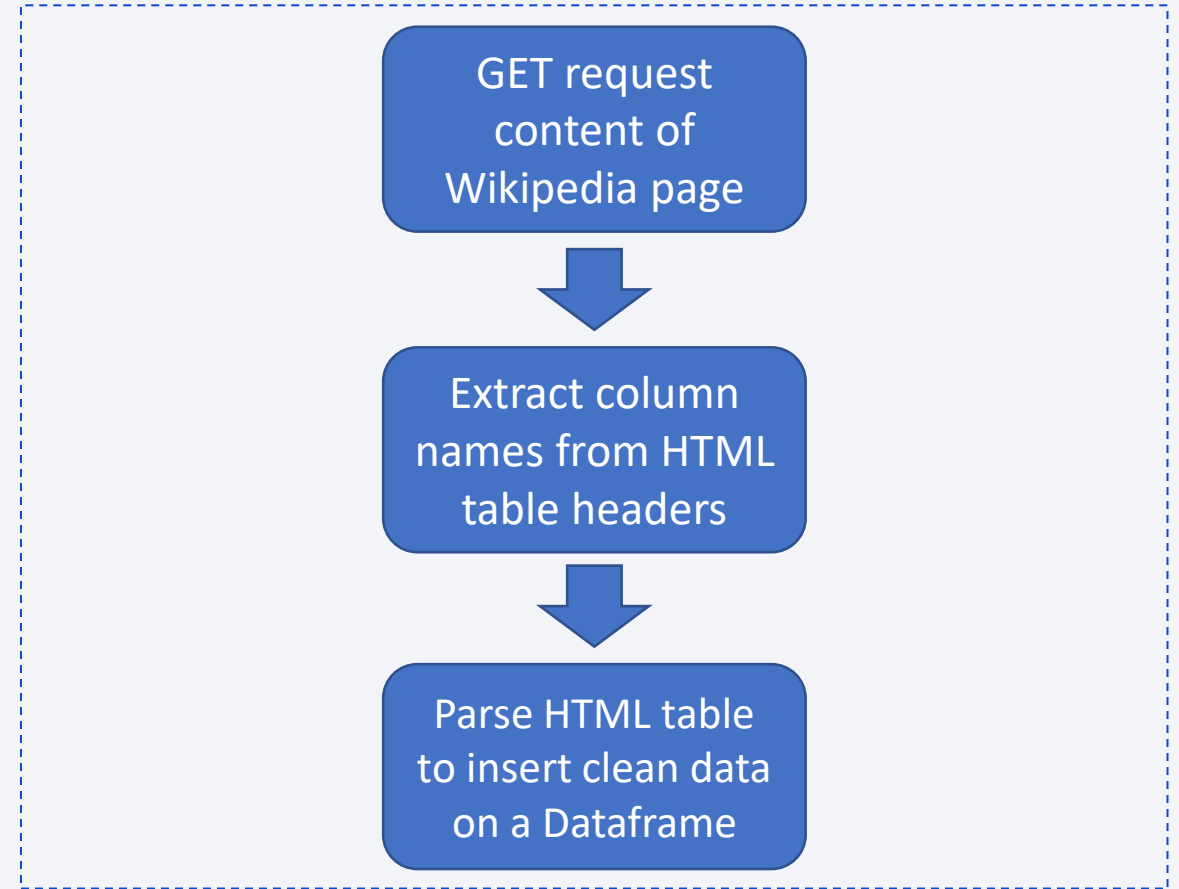 GET request
content of
Wikipedia page
Extract column
names from HTML
table headers
Parse HTML table
to insert clean data
on a Dataframe